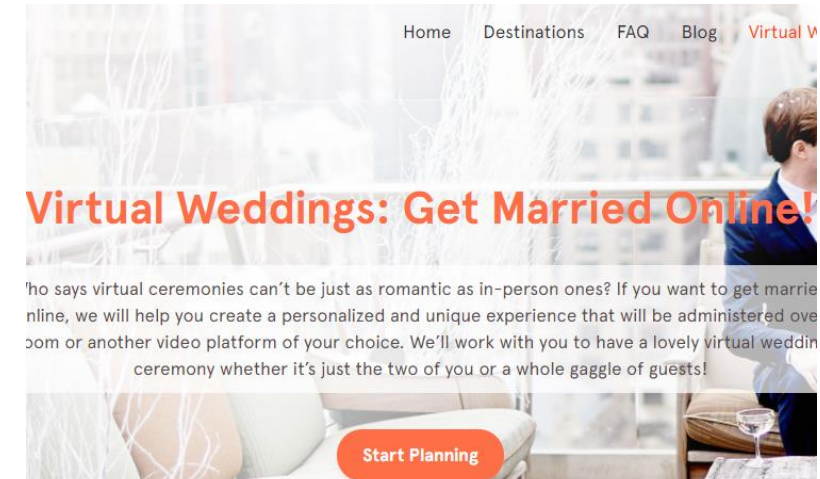 Home Destinations FAQ Blog Virtual
Virtual Weddings: Get Married Online!
says virtual ceremonies can't be just as romantic as in-person ones? If you want to get
we will help you create a personalized and unique experience that will be administered
or another video platform of your choice. We'll work with you to have a lovely virtual
ceremony whether it's just the two of you or a whole gaggle of guests!
Start Planning